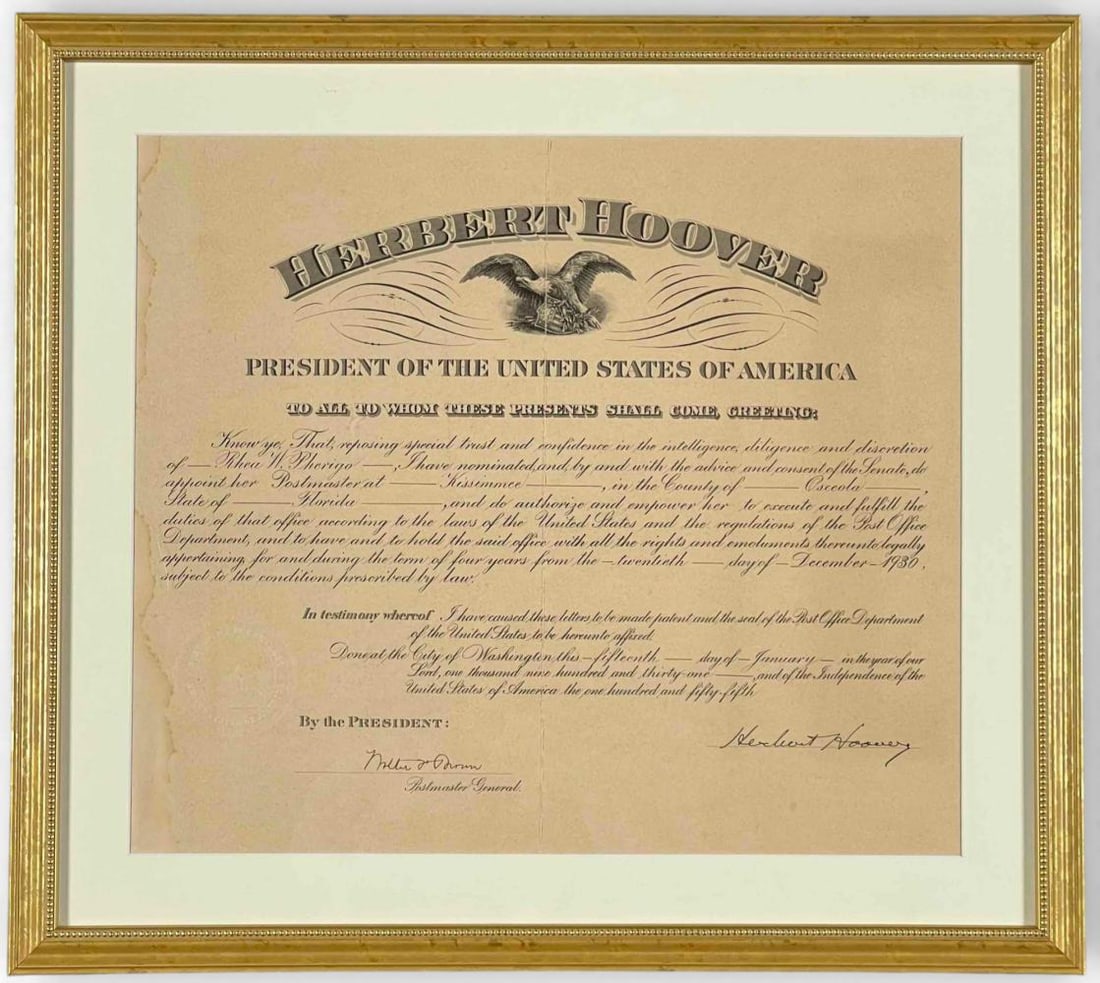 HERBERT HOOVER
PRESIDENT OF THE UNITED STATES OF AMERICA
TO ALL TO WHOM THESE PRESENTS SHALL COME, GREETING:
Know ye, That, reposing special trust and confidence in the intelligence, diligence and discretion
of — Rhea W. Pherigo —, I have nominated, and, by and with the advice and consent of the Senate, do
appoint her Postmaster at — Kissimmee —, in the County of — Osceola —,
State of — Florida —, and do authorize and empower her to execute and fulfill the
duties of that office according to the laws of the United States and the regulations of the Post Office
Department, and to have and to hold the said office, with all the rights and emoluments thereunto legally
appertaining, for and during the term of four years from the — twentieth — day of — December — 1930,
subject to the conditions prescribed by law.
In testimony whereof I have caused these letters to be made patent and the seal of the Post Office Department
of the United States to be hereunto affixed.
Done at the City of Washington this — fifteenth — day of — January — in the year of our
Lord, one thousand nine hundred and thirty-one —, and of the Independence of the
United States of America the one hundred and fifty-fifth
By the PRESIDENT:
Herbert Hoover
Walter F Brown
Postmaster General.